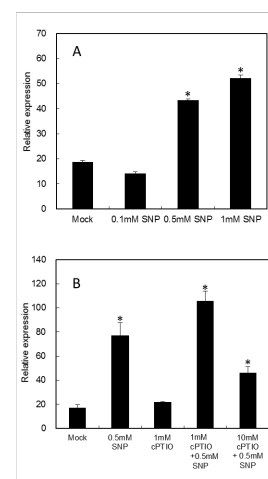 70
A
60
50
40
30
20
10
0
Relative expression
*
*
Mock
0.1mM SNP
0.5mM SNP
1mM SNP
140
B
120
100
80
60
40
20
0
Relative expression
*
*
*
Mock
0.5mM
SNP
1mM
cPTIO
1mM
cPTIO
+0.5mM
SNP
10mM
cPTIO
+ 0.5mM
SNP